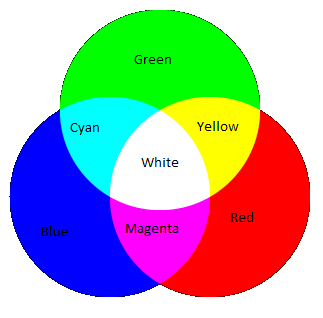 Green
Cyan
Yellow
White
Blue
Magenta
Red